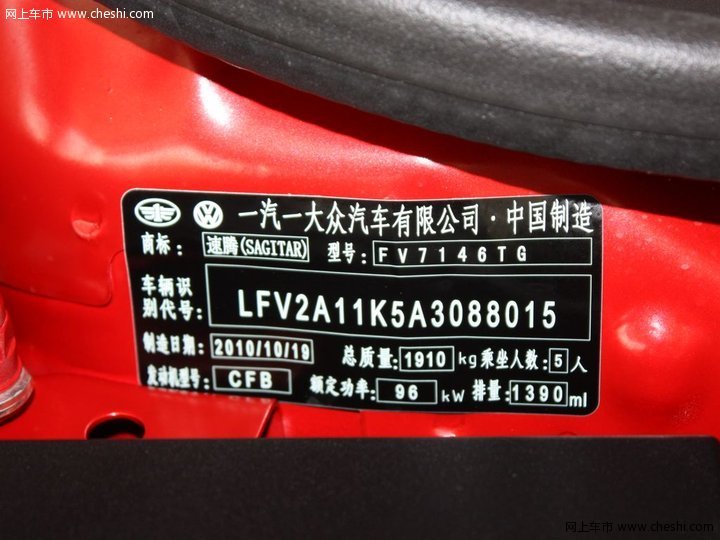 网上车市 www.cheshi.com
一汽一大众汽车有限公司·中国制造
商标: 速腾(SAGITAR) 型号: FV7146TG
车辆识
别代号: LFV2A11K5A3088015
制造日期: 2010/10/19 总质量: 1910 kg 乘坐人数: 5 人
发动机型号: CFB 额定功率: 96 kW 排量: 1390 ml
网上车市 www.cheshi.com